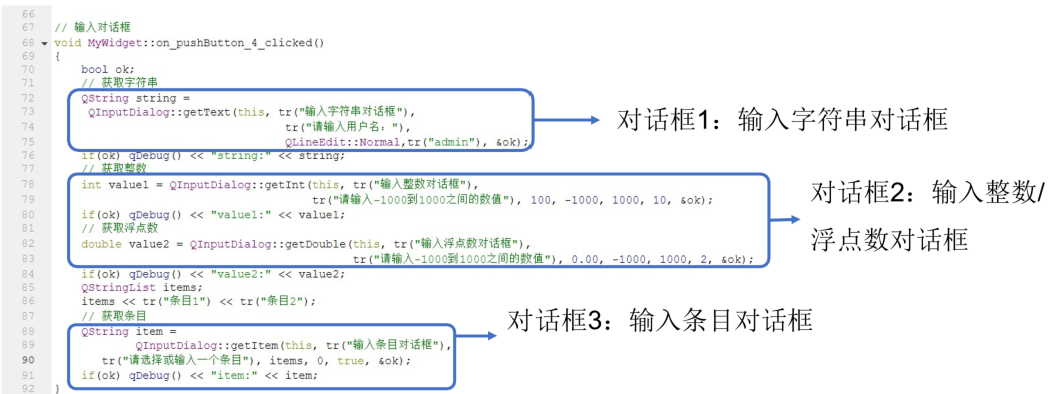 66
67 // 输入对话框
68 void MyWidget::on_pushButton_4_clicked()
69 {
70 bool ok;
71 // 获取字符串
72 QString string =
73 QInputDialog::getText(this, tr("输入字符串对话框"),
74 tr("请输入用户名："),
75 QLineEdit::Normal,tr("admin"), &ok);
76 if(ok) qDebug() << "string:" << string;
77 // 获取整数
78 int value1 = QInputDialog::getInt(this, tr("输入整数对话框"),
79 tr("请输入-1000到1000之间的数值"), 100, -1000, 1000, 10, &ok);
80 if(ok) qDebug() << "value1:" << value1;
81 // 获取浮点数
82 double value2 = QInputDialog::getDouble(this, tr("输入浮点数对话框"),
83 tr("请输入-1000到1000之间的数值"), 0.00, -1000, 1000, 2, &ok);
84 if(ok) qDebug() << "value2:" << value2;
85 QStringList items;
86 items << tr("条目1") << tr("条目2");
87 // 获取条目
88 QString item =
89 QInputDialog::getItem(this, tr("输入条目对话框"),
90 tr("请选择或输入一个条目"), items, 0, true, &ok);
91 if(ok) qDebug() << "item:" << item;
92 }
对话框1：输入字符串对话框
对话框2：输入整数/
浮点数对话框
对话框3：输入条目对话框